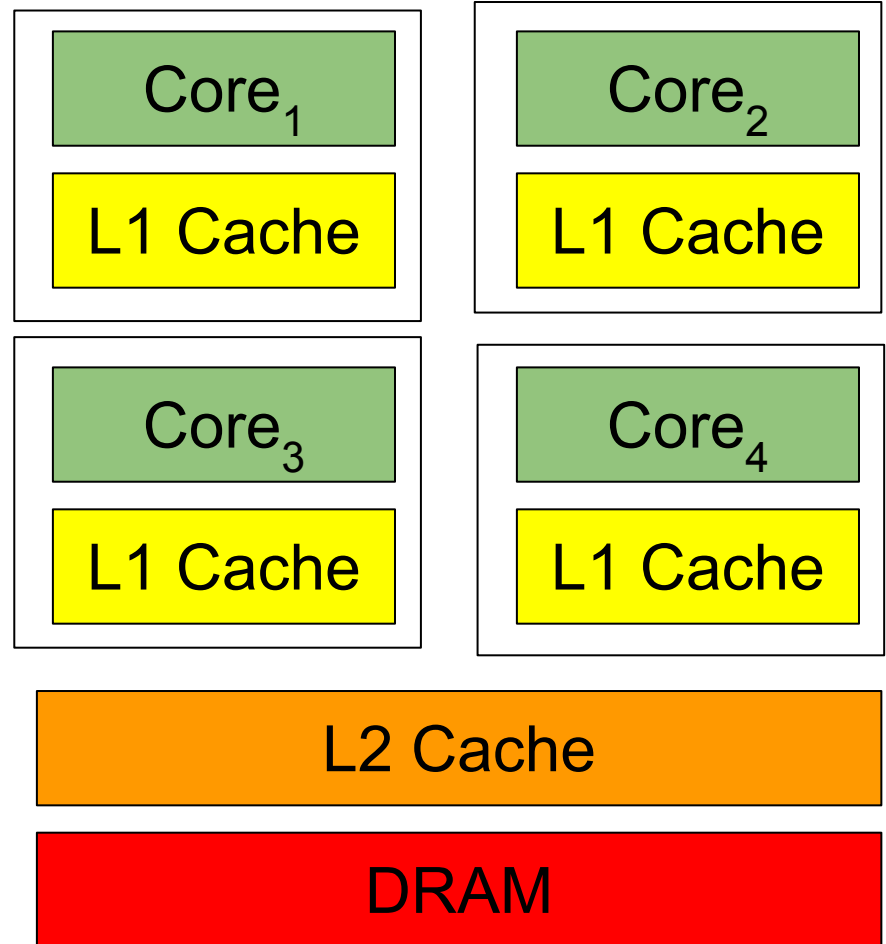 Core₁
L1 Cache
Core₂
L1 Cache
Core₃
L1 Cache
Core₄
L1 Cache
L2 Cache
DRAM